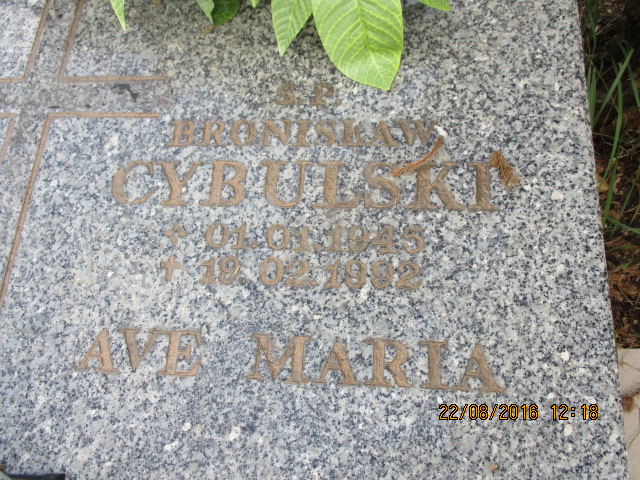 Ś.P.
BRONISŁAW
CYBULSKI
* 01.01.1945
† 19.02.1992
AVE MARIA
22/08/2016 12:18